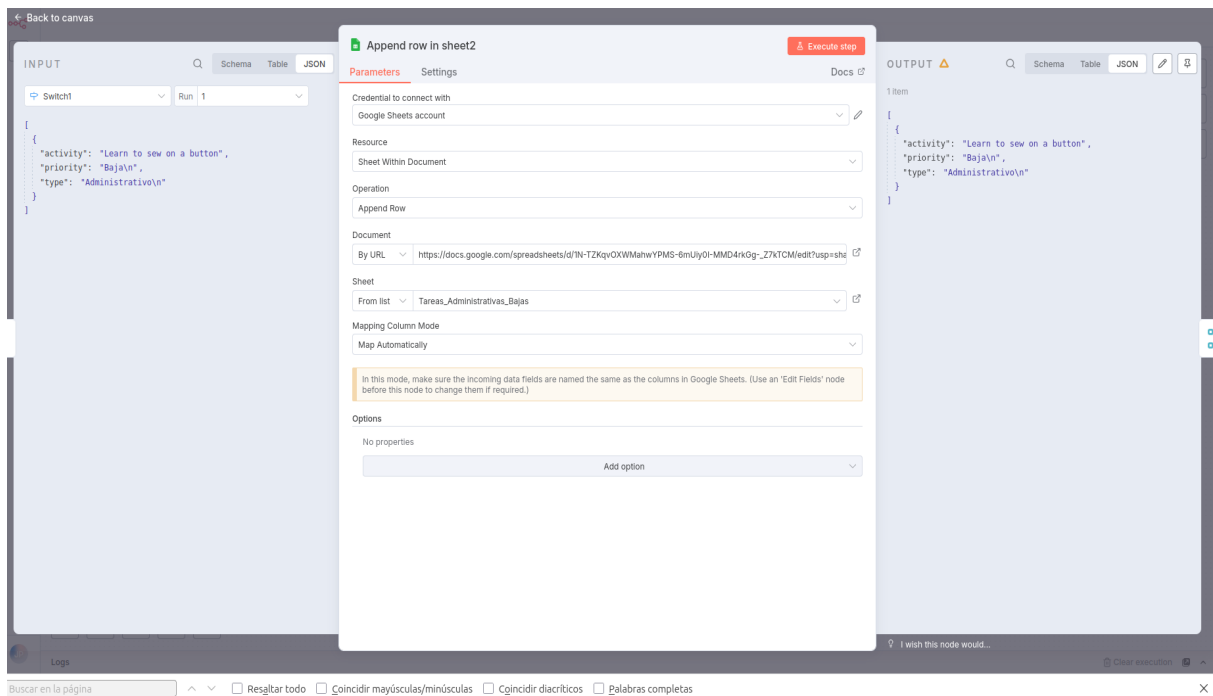 ← Back to canvas
INPUT
Schema Table JSON
Switch1
Run 1
[
{
"activity": "Learn to sew on a button",
"priority": "Baja\n",
"type": "Administrativo\n"
}
]
Append row in sheet2
Execute step
Parameters Settings Docs
Credential to connect with
Google Sheets account
Resource
Sheet Within Document
Operation
Append Row
Document
By URL https://docs.google.com/spreadsheets/d/1N-TZKqvOXWMahwYPMS-6mUiy0I-MMD4rkGg-_Z7kTCM/edit?usp=sha
Sheet
From list Tareas_Administrativas_Bajas
Mapping Column Mode
Map Automatically
In this mode, make sure the incoming data fields are named the same as the columns in Google Sheets. (Use an 'Edit Fields' node
before this node to change them if required.)
Options
No properties
Add option
OUTPUT
Schema Table JSON
1 item
[
{
"activity": "Learn to sew on a button",
"priority": "Baja\n",
"type": "Administrativo\n"
}
]
I wish this node would...
Logs
Clear execution
Buscar en la página
Resaltar todo Coincidir mayúsculas/minúsculas Coincidir diacríticos Palabras completas